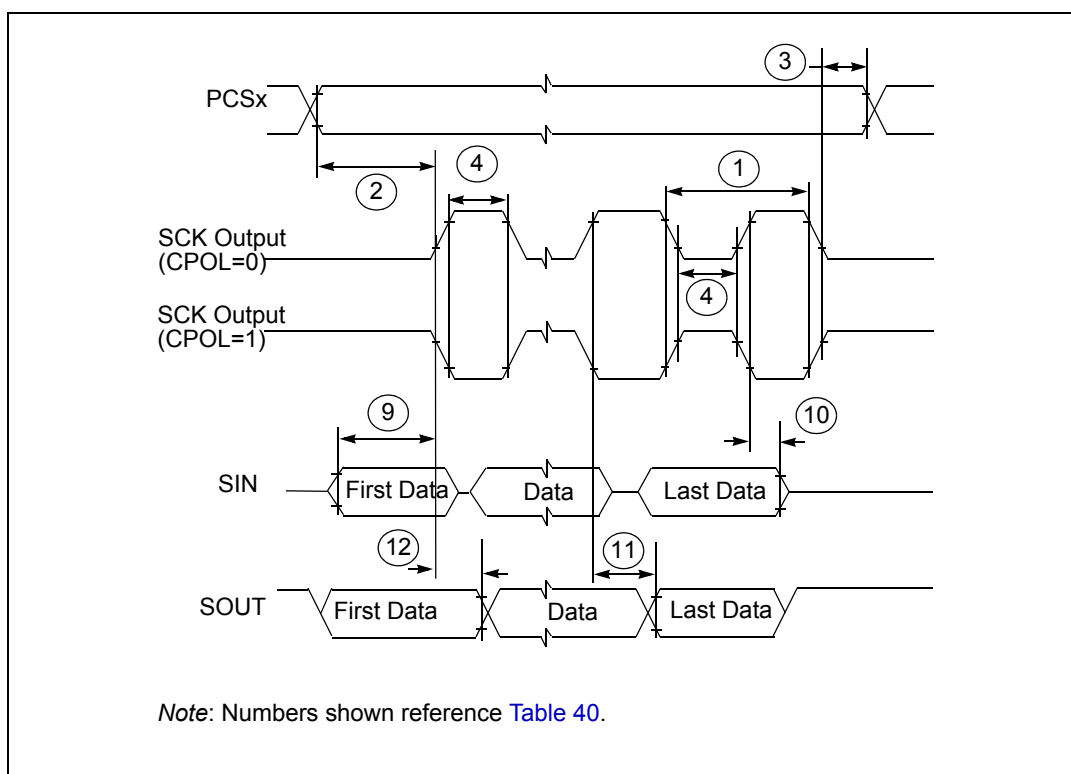 3
PCSx
2
4
1
SCK Output
(CPOL=0)
4
SCK Output
(CPOL=1)
9
10
SIN
First Data
Data
Last Data
12
11
SOUT
First Data
Data
Last Data
Note: Numbers shown reference Table 40.